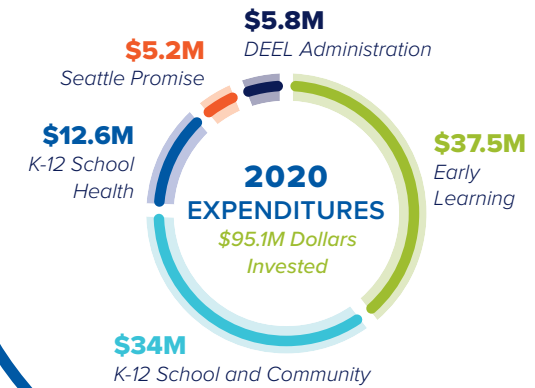 $5.8M
DEEL Administration
$5.2M
Seattle Promise
$12.6M
K-12 School
Health
$37.5M
Early
Learning
2020
EXPENDITURES
$95.1M Dollars
Invested
$34M
K-12 School and Community